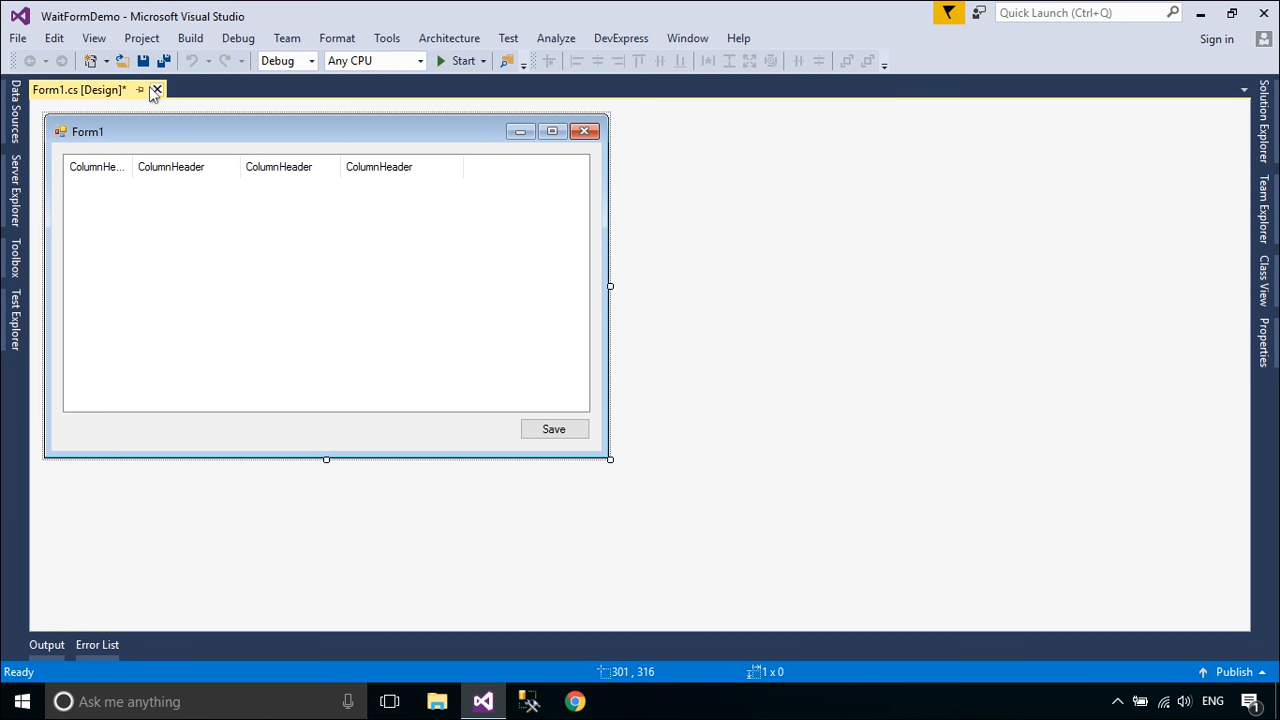 WaitFormDemo - Microsoft Visual Studio
Quick Launch (Ctrl+Q)
File Edit View Project Build Debug Team Format Tools Architecture Test Analyze DevExpress Window Help
Sign in
Debug Any CPU Start
Form1.cs [Design]*
Data Sources
Server Explorer
Toolbox
Test Explorer
Form1
ColumnHe... ColumnHeader ColumnHeader ColumnHeader
Save
Solution Explorer
Team Explorer
Class View
Properties
Output Error List
Ready 301 , 316 1 x 0 Publish
Ask me anything
ENG
1